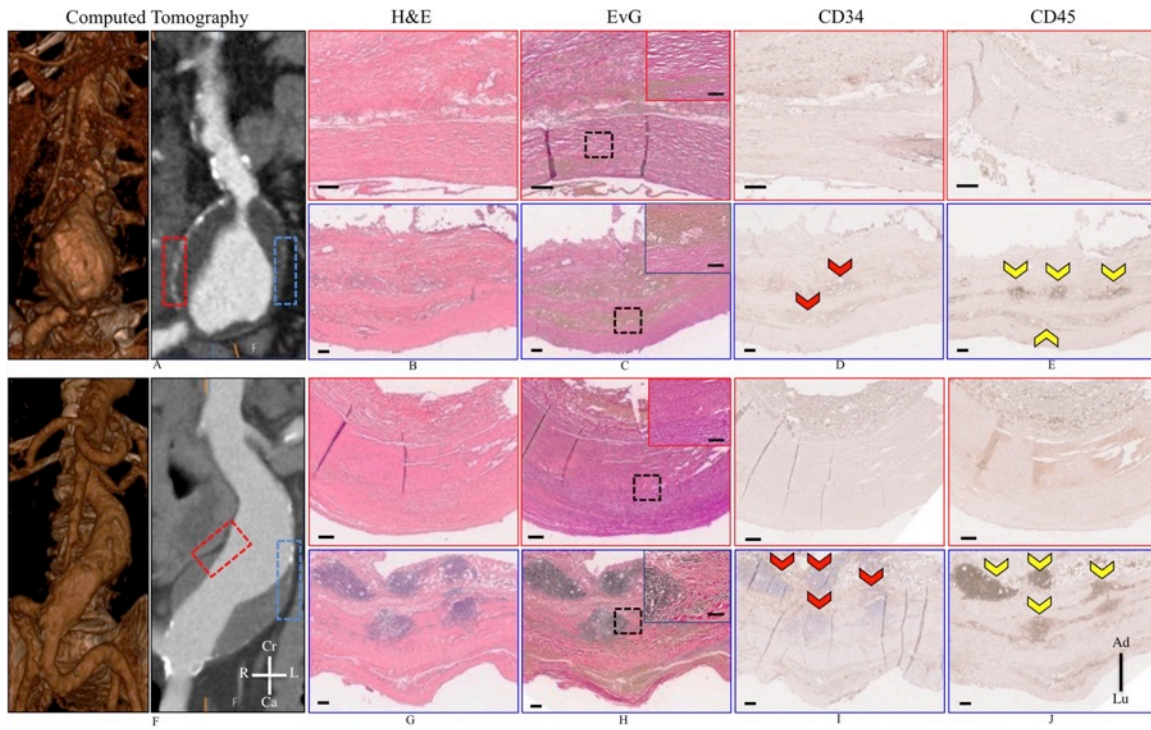 Computed Tomography H&E EvG CD34 CD45
F
A B C D E
Cr
R L
Ca
F
Ad
Lu
F G H I J